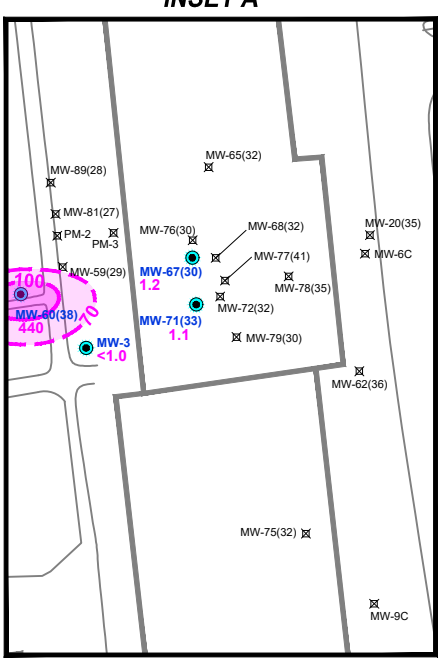 INSET A
MW-65(32)
MW-89(28)
MW-81(27)
PM-2
PM-3
MW-76(30)
MW-68(32)
MW-20(35)
MW-6C
MW-77(41)
MW-59(29)
MW-67(30)
1.2
MW-78(35)
100
MW-60(38)
440
70
MW-72(32)
MW-71(33)
1.1
MW-79(30)
MW-3
<1.0
MW-62(36)
MW-75(32)
MW-9C